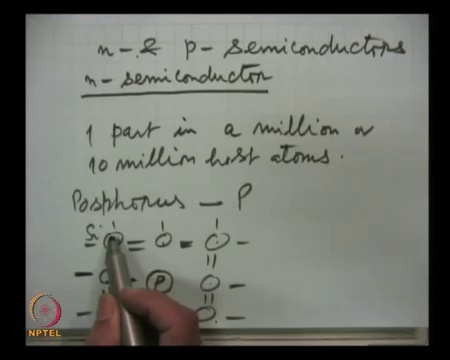 n- & p- semiconductors
n- semiconductor
1 part in a million or
10 million host atoms.
Posphorus — P
Si
P
NPTEL